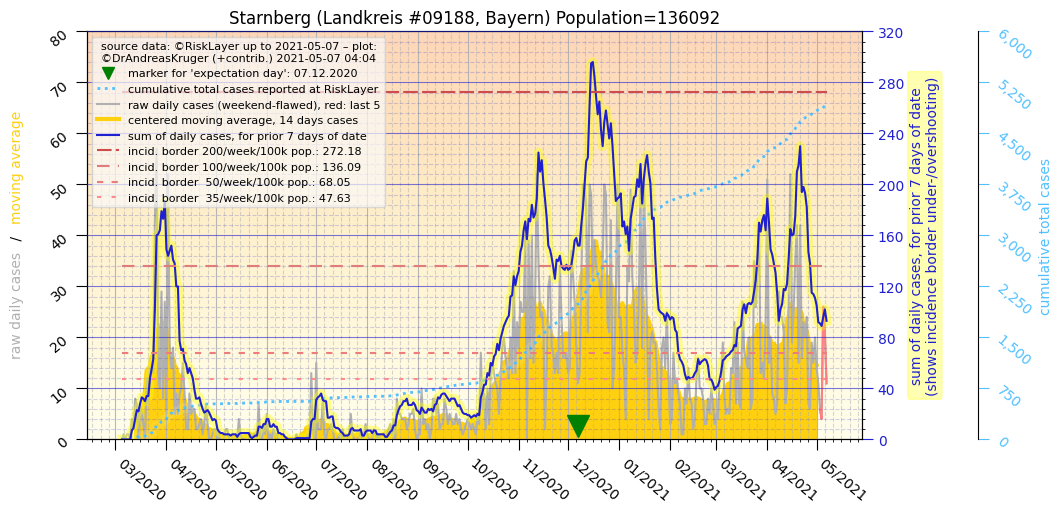 Starnberg (Landkreis #09188, Bayern) Population=136092
source data: ©RiskLayer up to 2021-05-07 – plot:
©DrAndreasKruger (+contrib.) 2021-05-07 04:04
marker for 'expectation day': 07.12.2020
cumulative total cases reported at RiskLayer
raw daily cases (weekend-flawed), red: last 5
centered moving average, 14 days cases
sum of daily cases, for prior 7 days of date
incid. border 200/week/100k pop.: 272.18
incid. border 100/week/100k pop.: 136.09
incid. border  50/week/100k pop.: 68.05
incid. border  35/week/100k pop.: 47.63
raw daily cases / moving average
80
70
60
50
40
30
20
10
0
320
280
240
200
160
120
80
40
0
sum of daily cases, for prior 7 days of date
(shows incidence border under-/overshooting)
6,000
5,250
4,500
3,750
3,000
2,250
1,500
750
0
cumulative total cases
03/2020
04/2020
05/2020
06/2020
07/2020
08/2020
09/2020
10/2020
11/2020
12/2020
01/2021
02/2021
03/2021
04/2021
05/2021